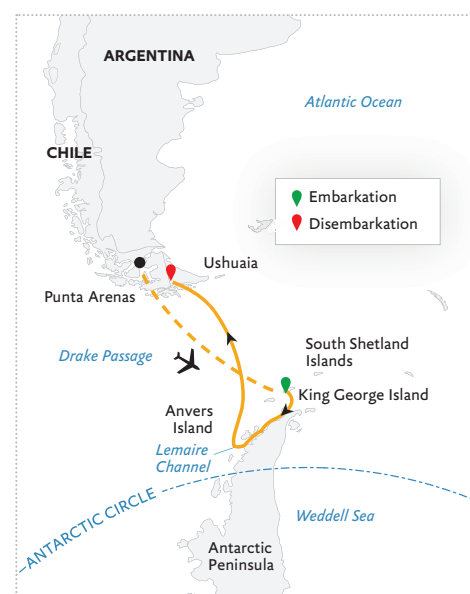 ARGENTINA
Atlantic Ocean
CHILE
Embarkation
Disembarkation
Ushuaia
Punta Arenas
Drake Passage
South Shetland
Islands
King George Island
Anvers
Island
Lemaire
Channel
ANTARCTIC CIRCLE
Weddell Sea
Antarctic
Peninsula